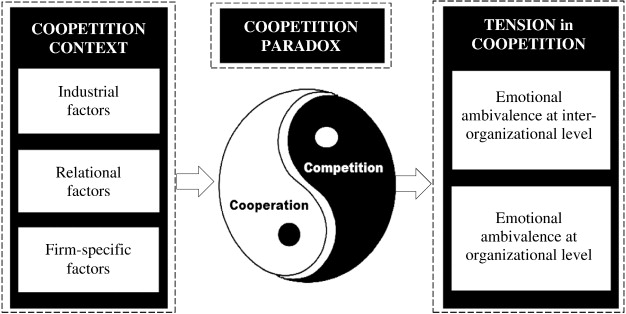 COOPETITION
CONTEXT
Industrial
factors
Relational
factors
Firm-specific
factors
COOPETITION
PARADOX
Competition
Cooperation
TENSION in
COOPETITION
Emotional
ambivalence at inter-
organizational level
Emotional
ambivalence at
organizational level